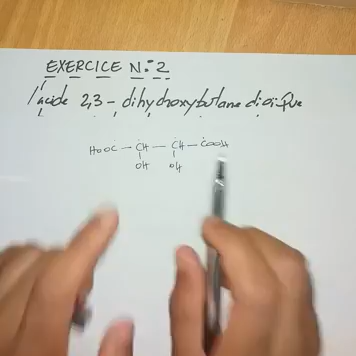 EXERCICE N°2
l'acide 2,3-dihydroxybutane dioïque
HOOC - CH - CH - COOH
OH OH